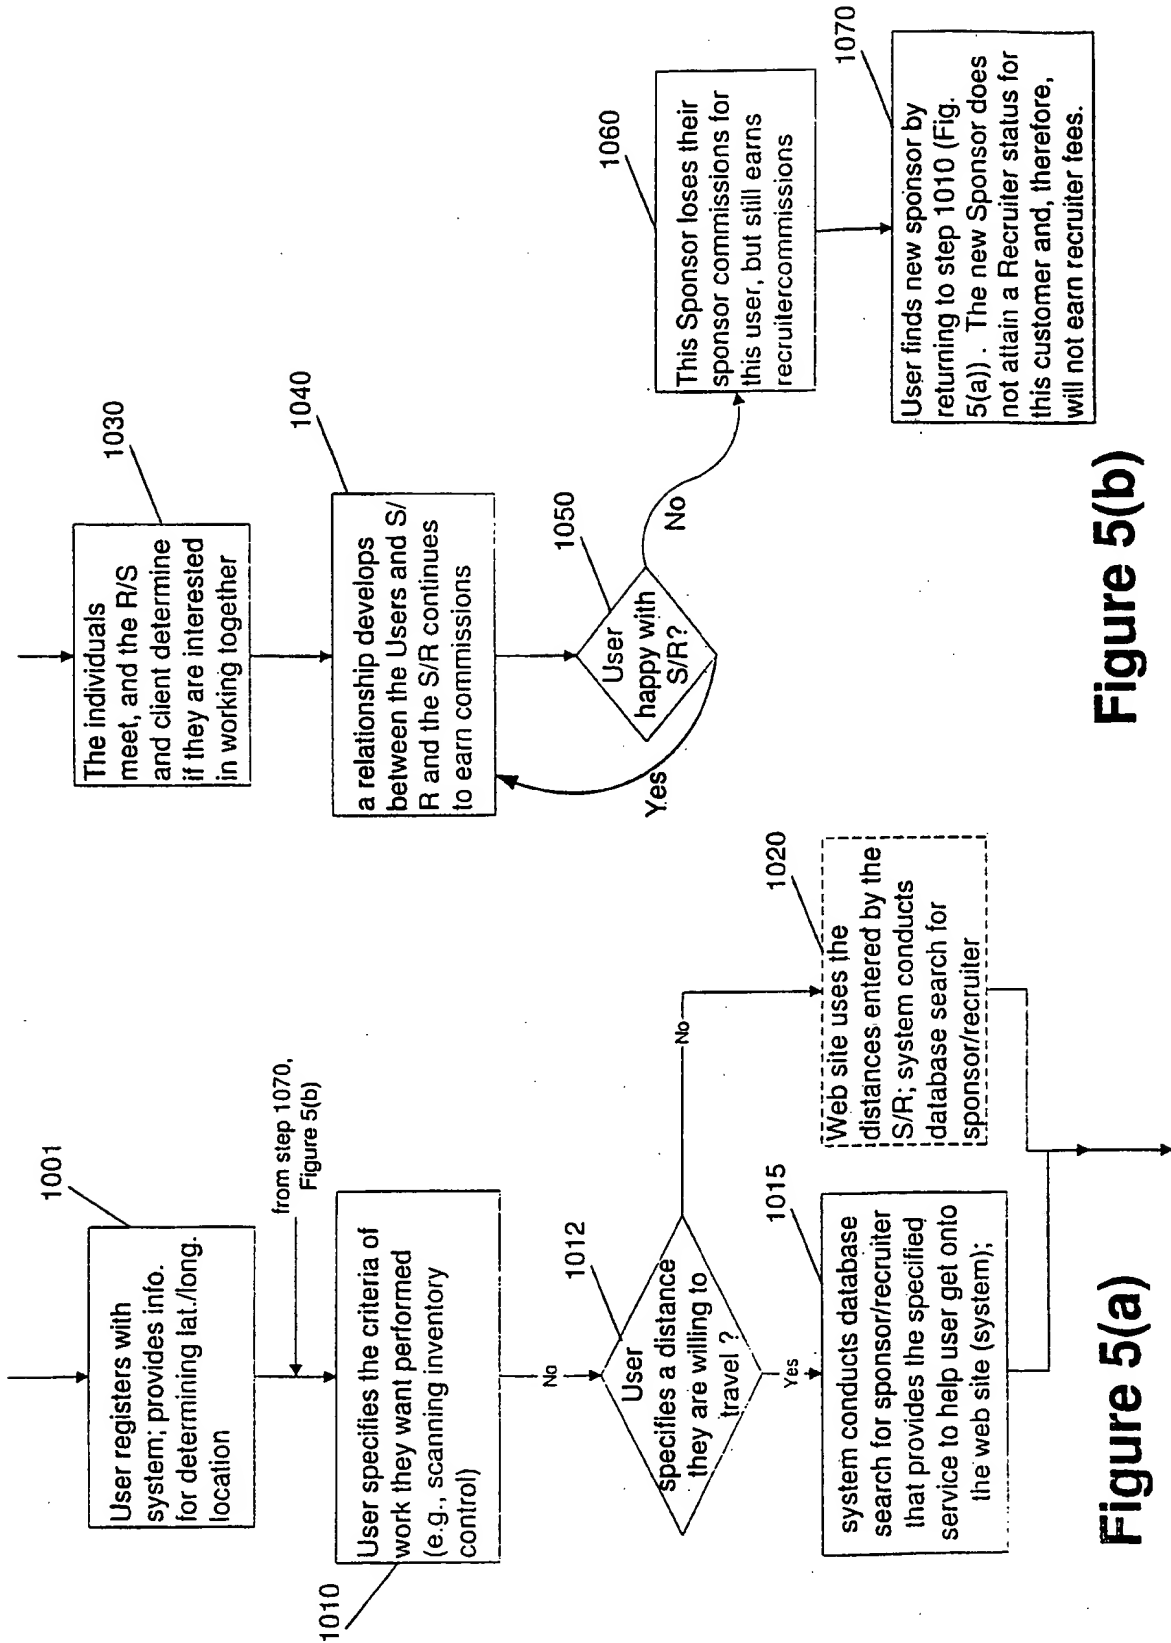 1001
User registers with
system; provides info.
for determining lat./long.
location
from step 1070,
Figure 5(b)
1010
User specifies the criteria of
work they want performed
(e.g., scanning inventory
control)
No
1012
User
specifies a distance
they are willing to
travel ?
No
Yes
1015
system conducts database
search for sponsor/recruiter
that provides the specified
service to help user get onto
the web site (system);
1020
Web site uses the
distances entered by the
S/R; system conducts
database search for
sponsor/recruiter
Figure 5(a)
1030
The individuals
meet, and the R/S
and client determine
if they are interested
in working together
1040
a relationship develops
between the Users and S/
R and the S/R continues
to earn commissions
1050
User
happy with
S/R?
Yes
No
1060
This Sponsor loses their
sponsor commissions for
this user, but still earns
recruitercommissions
1070
User finds new sponsor by
returning to step 1010 (Fig.
5(a)) . The new Sponsor does
not attain a Recruiter status for
this customer and, therefore,
will not earn recruiter fees.
Figure 5(b)